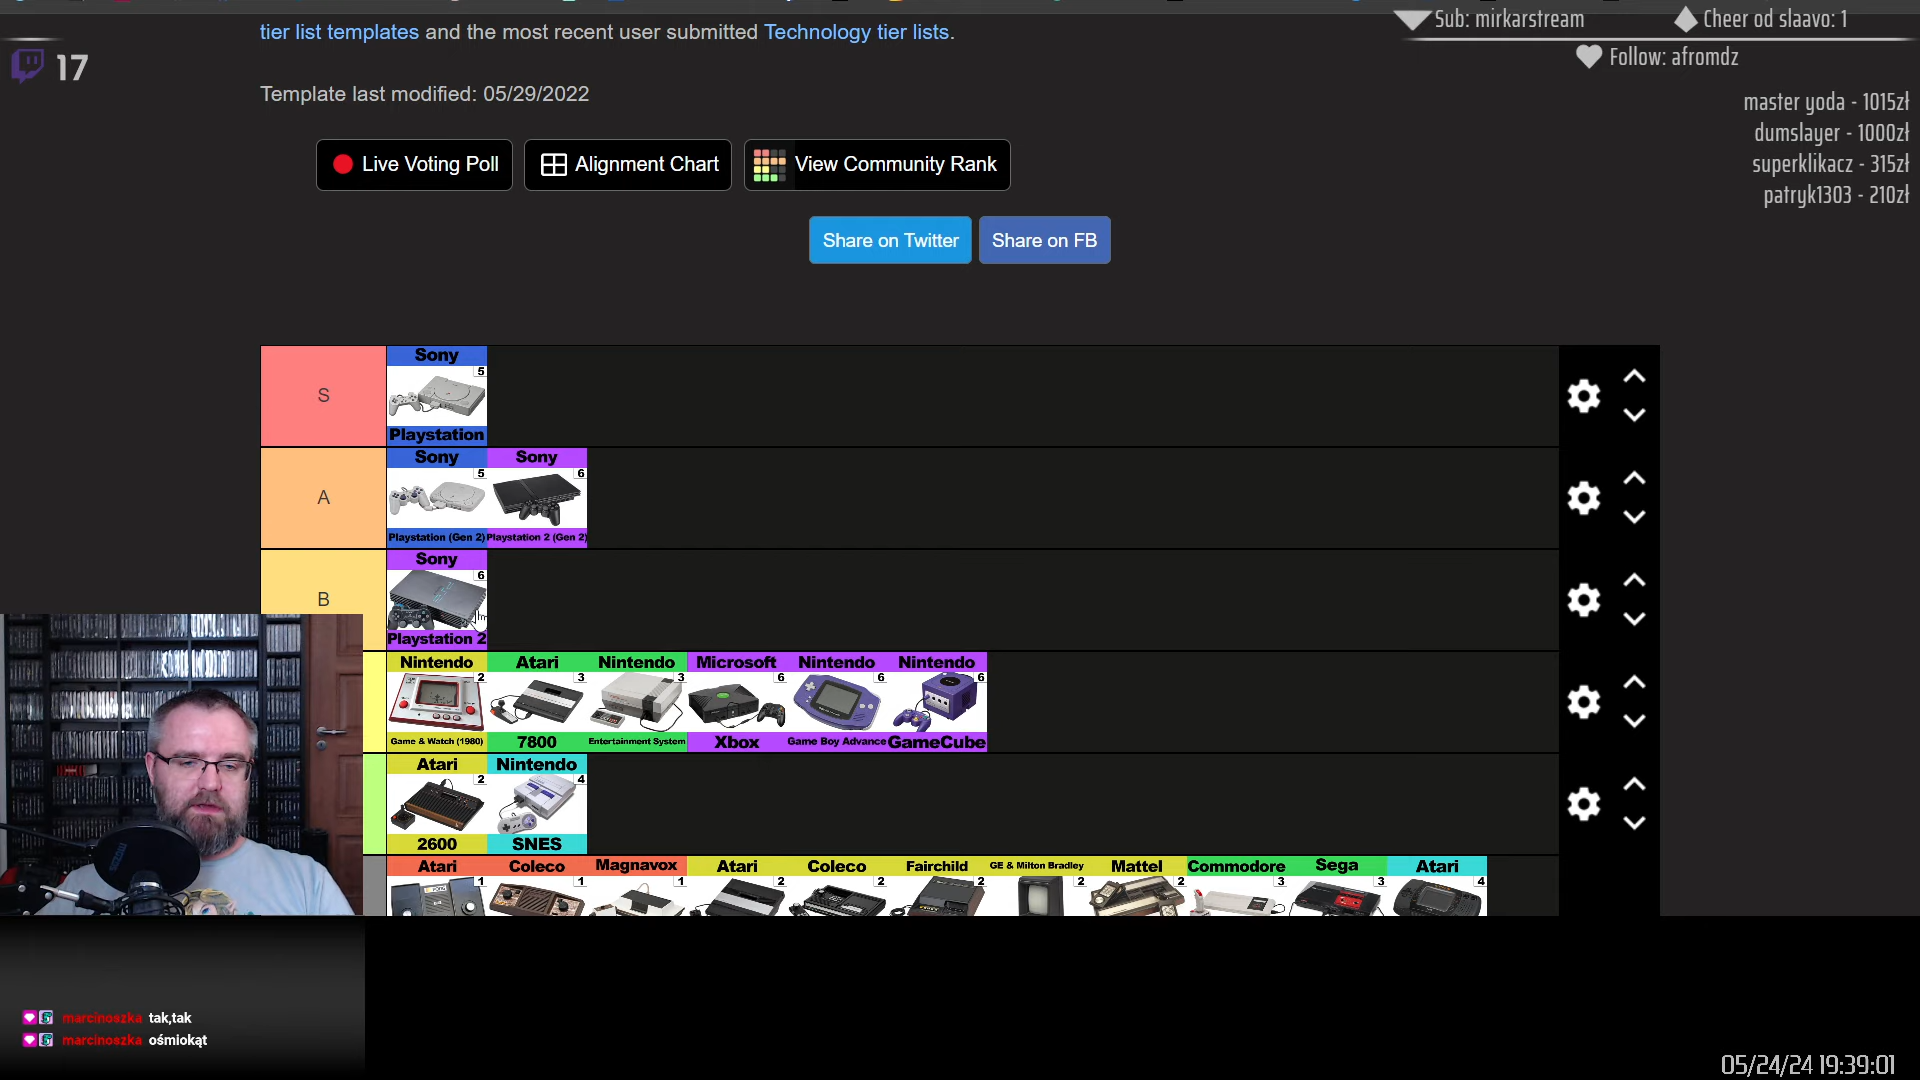 tier list templates and the most recent user submitted Technology tier lists.
Sub: mirkarstream
Cheer od slaavo: 1
Follow: afromdz
17
Template last modified: 05/29/2022
master yoda - 1015zł
dumslayer - 1000zł
superklikacz - 315zł
patryk1303 - 210zł
Live Voting Poll
Alignment Chart
View Community Rank
Share on Twitter
Share on FB
S
Sony
5
Playstation
A
Sony
5
Playstation (Gen 2)
Sony
6
Playstation 2 (Gen 2)
B
Sony
6
Playstation 2
Nintendo
2
Game & Watch (1980)
Atari
3
7800
Nintendo
3
Entertainment System
Microsoft
6
Xbox
Nintendo
6
Game Boy Advance
Nintendo
6
GameCube
Atari
2
2600
Nintendo
4
SNES
Atari
1
Coleco
1
Magnavox
1
Atari
2
Coleco
2
Fairchild
2
GE & Milton Bradley
2
Mattel
2
Commodore
3
Sega
3
Atari
4
marcinoszka tak,tak
marcinoszka ośmiokąt
05/24/24 19:39:01